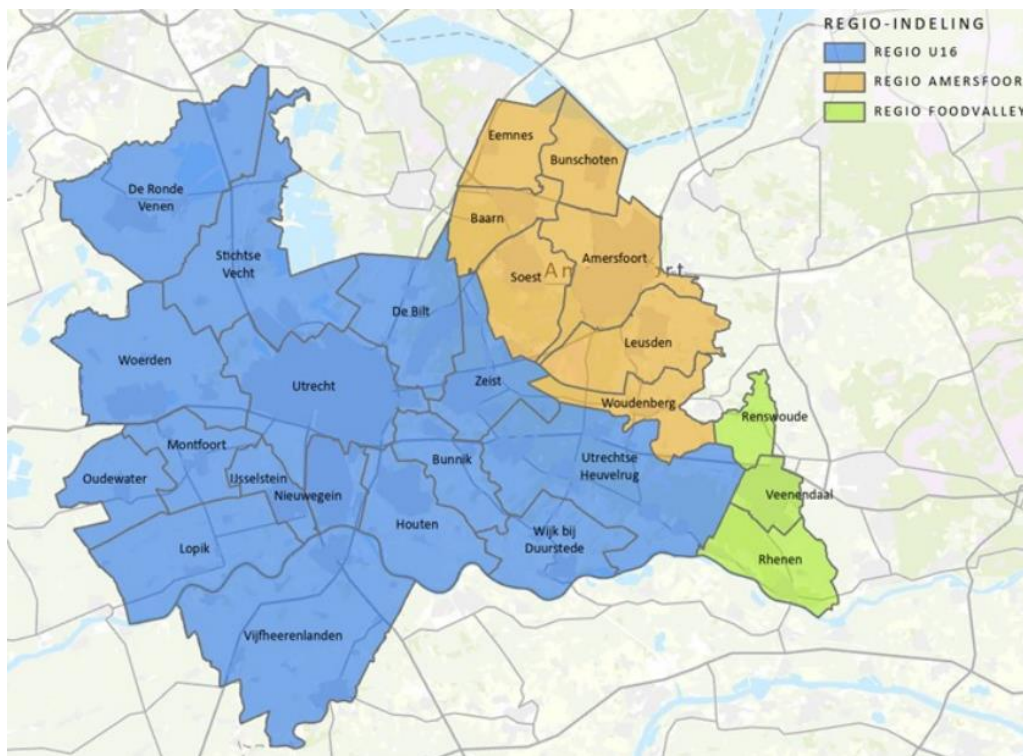 REGIO-INDELING
REGIO U16
REGIO AMERSFOOR
REGIO FOODVALLEY
Eemnes
Bunschoten
De Ronde
Venen
Baarn
Stichtse
Vecht
Soest
Amersfoort
De Bilt
Leusden
Woerden
Utrecht
Zeist
Woudenberg
Renswoude
Montfoort
Bunnik
Utrechtse
Heuvelrug
Oudewater
IJsselstein
Nieuwegein
Veenendaal
Houten
Wijk bij
Duurstede
Lopik
Rhenen
Vijfheerenlanden